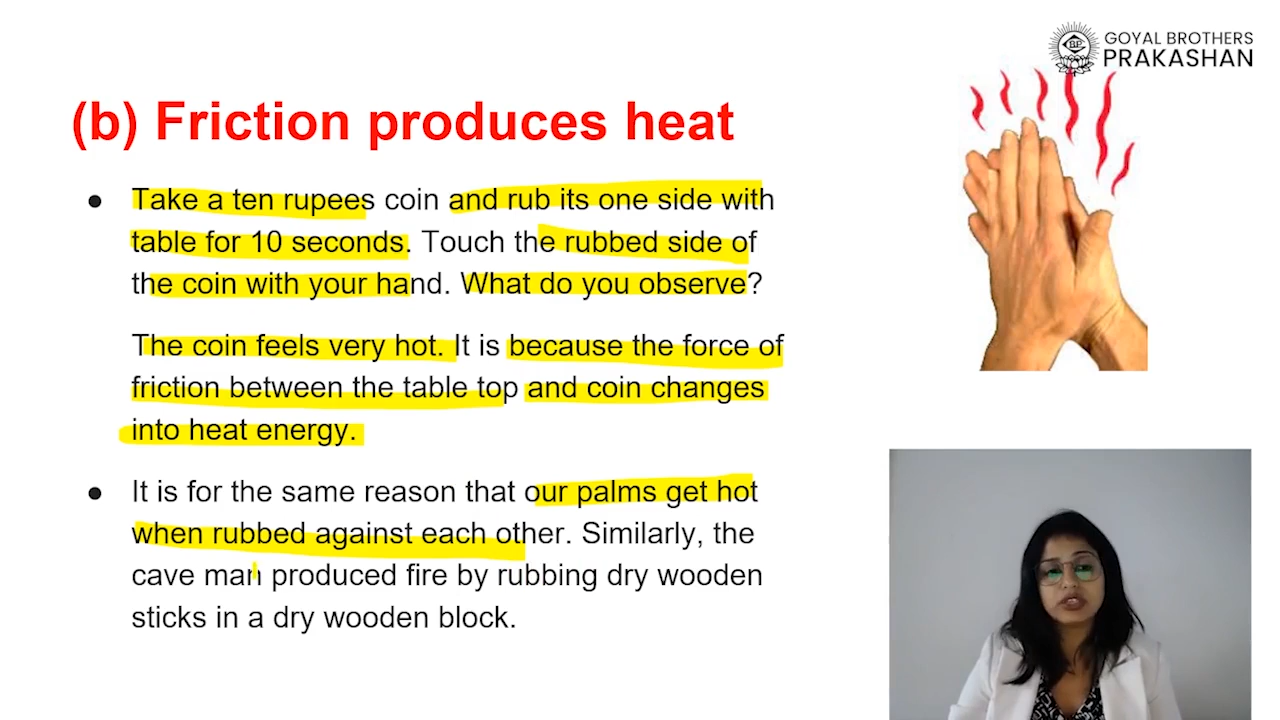 GOYAL BROTHERS
PRAKASHAN
GBP
(b) Friction produces heat
● Take a ten rupees coin and rub its one side with
table for 10 seconds. Touch the rubbed side of
the coin with your hand. What do you observe?
The coin feels very hot. It is because the force of
friction between the table top and coin changes
into heat energy.
● It is for the same reason that our palms get hot
when rubbed against each other. Similarly, the
cave man produced fire by rubbing dry wooden
sticks in a dry wooden block.